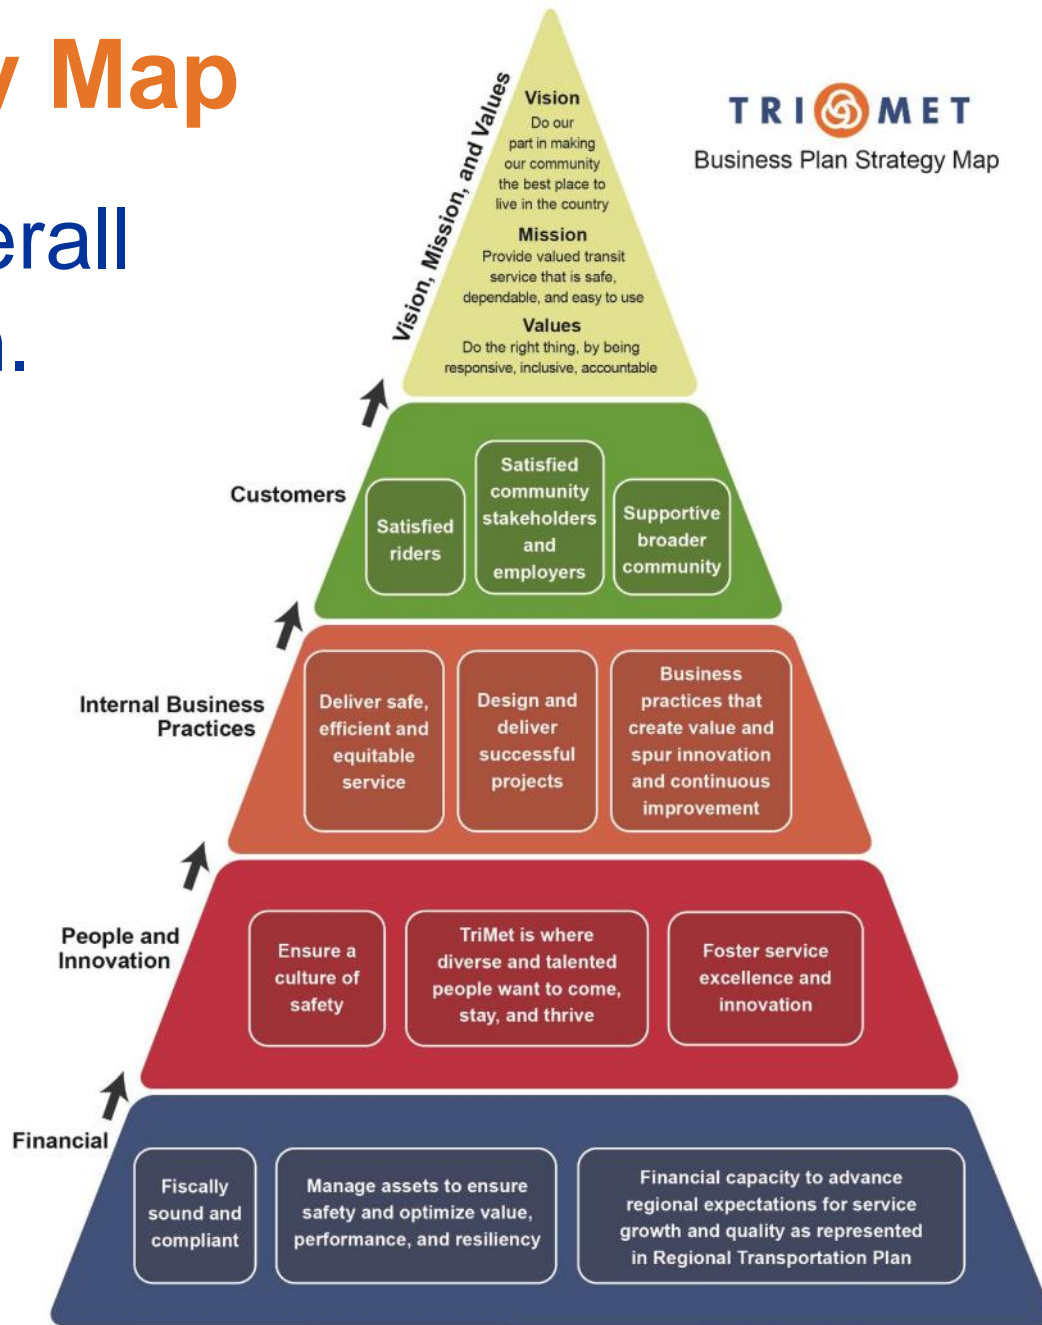 y Map
erall
.
TRIMET
Business Plan Strategy Map
Vision, Mission, and Values
Vision
Do our
part in making
our community
the best place to
live in the country
Mission
Provide valued transit
service that is safe,
dependable, and easy to use
Values
Do the right thing, by being
responsive, inclusive, accountable
Customers
Satisfied
riders
Satisfied
community
stakeholders
and
employers
Supportive
broader
community
Internal Business
Practices
Deliver safe,
efficient and
equitable
service
Design and
deliver
successful
projects
Business
practices that
create value and
spur innovation
and continuous
improvement
People and
Innovation
Ensure a
culture of
safety
TriMet is where
diverse and talented
people want to come,
stay, and thrive
Foster service
excellence and
innovation
Financial
Fiscally
sound and
compliant
Manage assets to ensure
safety and optimize value,
performance, and resiliency
Financial capacity to advance
regional expectations for service
growth and quality as represented
in Regional Transportation Plan